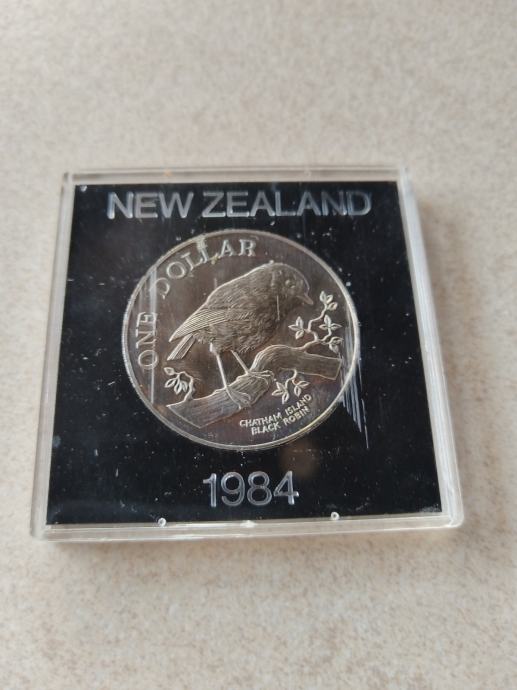 NEW ZEALAND
ONE DOLLAR
CHATHAM ISLAND
BLACK ROBIN
1984